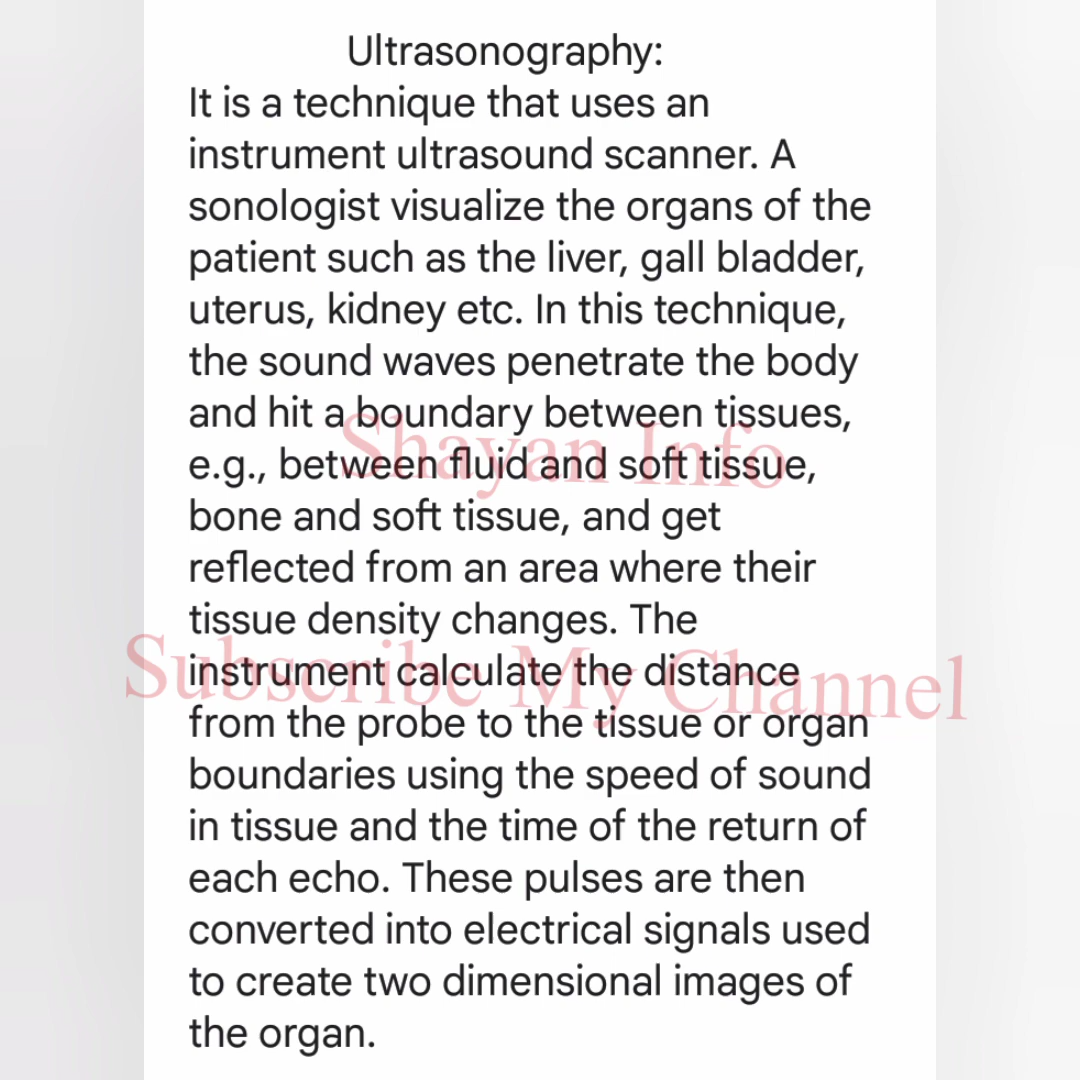 Ultrasonography:
It is a technique that uses an
instrument ultrasound scanner. A
sonologist visualize the organs of the
patient such as the liver, gall bladder,
uterus, kidney etc. In this technique,
the sound waves penetrate the body
and hit a boundary between tissues,
Shayan Info
e.g., between fluid and soft tissue,
bone and soft tissue, and get
reflected from an area where their
tissue density changes. The
Subscribe My Channel
instrument calculate the distance
from the probe to the tissue or organ
boundaries using the speed of sound
in tissue and the time of the return of
each echo. These pulses are then
converted into electrical signals used
to create two dimensional images of
the organ.